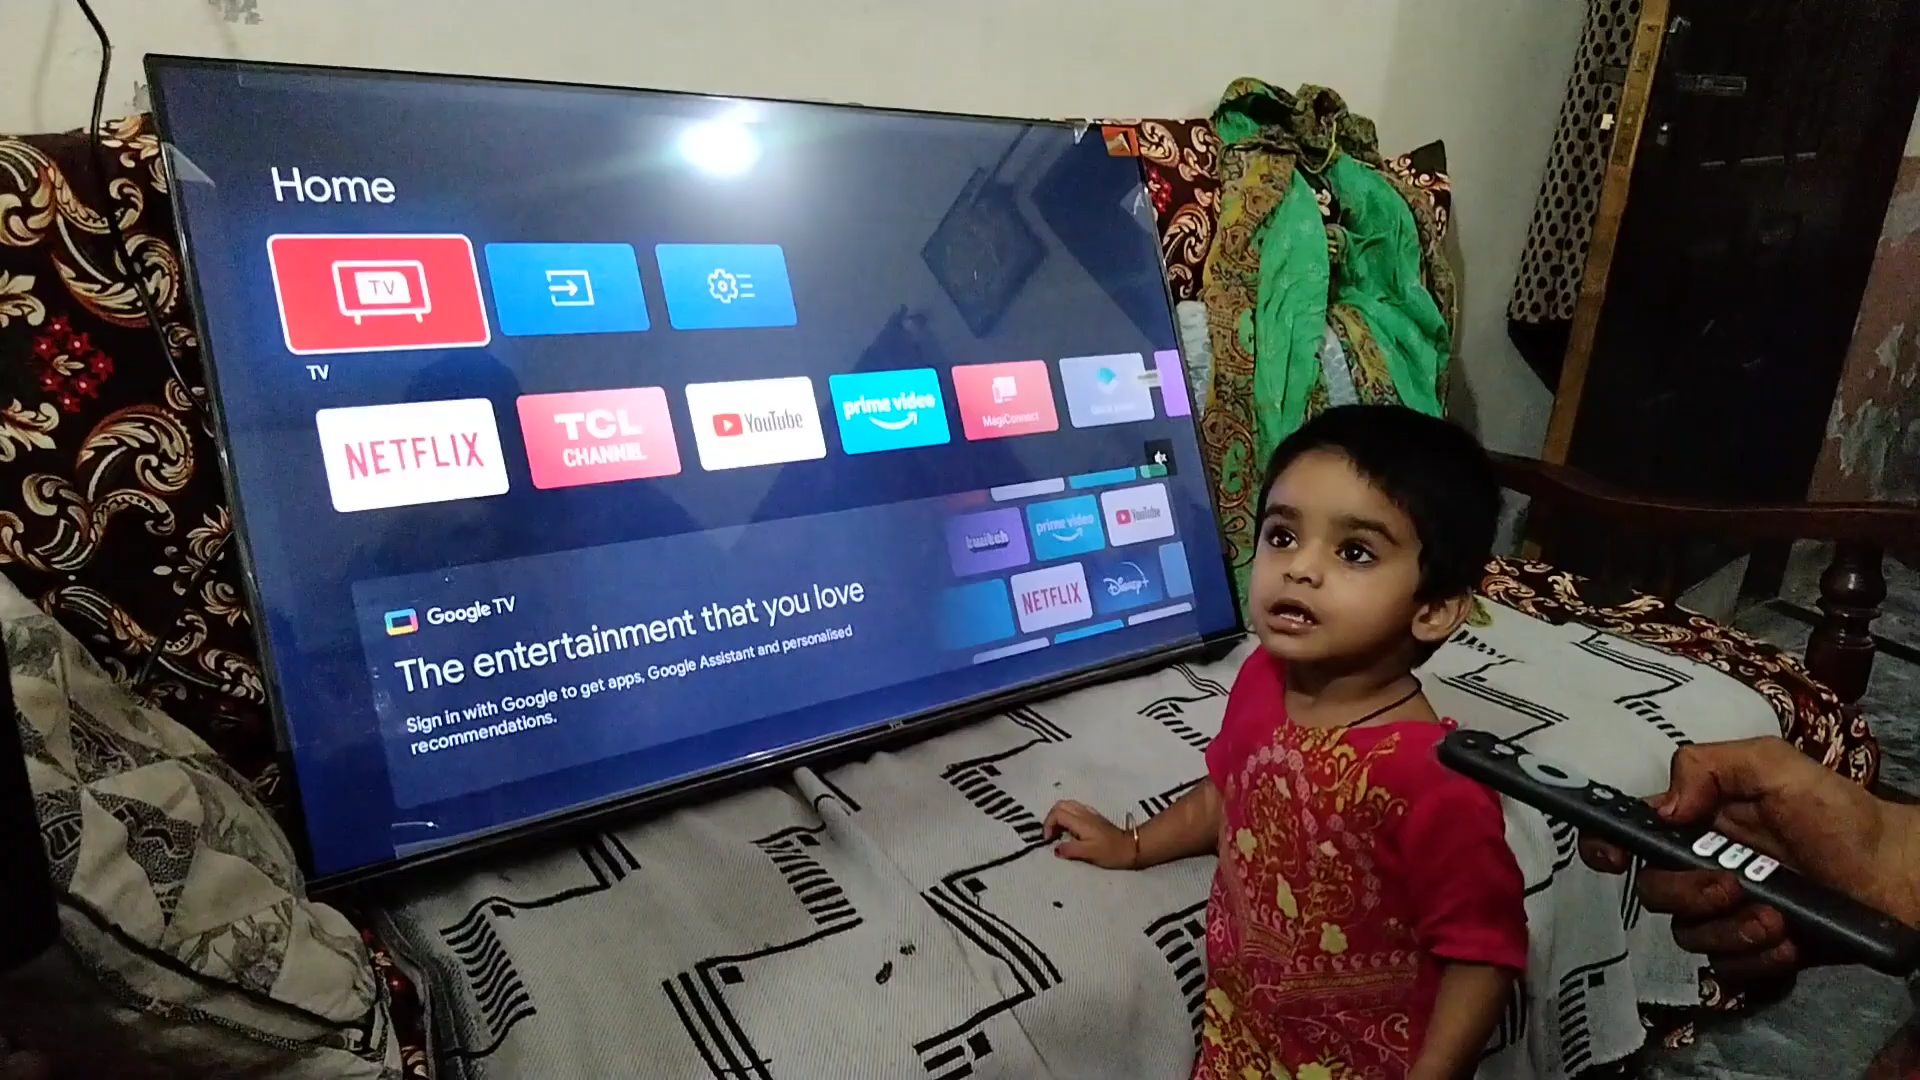 Home
TV
TV
NETFLIX
TCL
CHANNEL
YouTube
prime video
MagiConnect
twitch
prime video
YouTube
NETFLIX
Disney+
Google TV
The entertainment that you love
Sign in with Google to get apps, Google Assistant and personalised
recommendations.